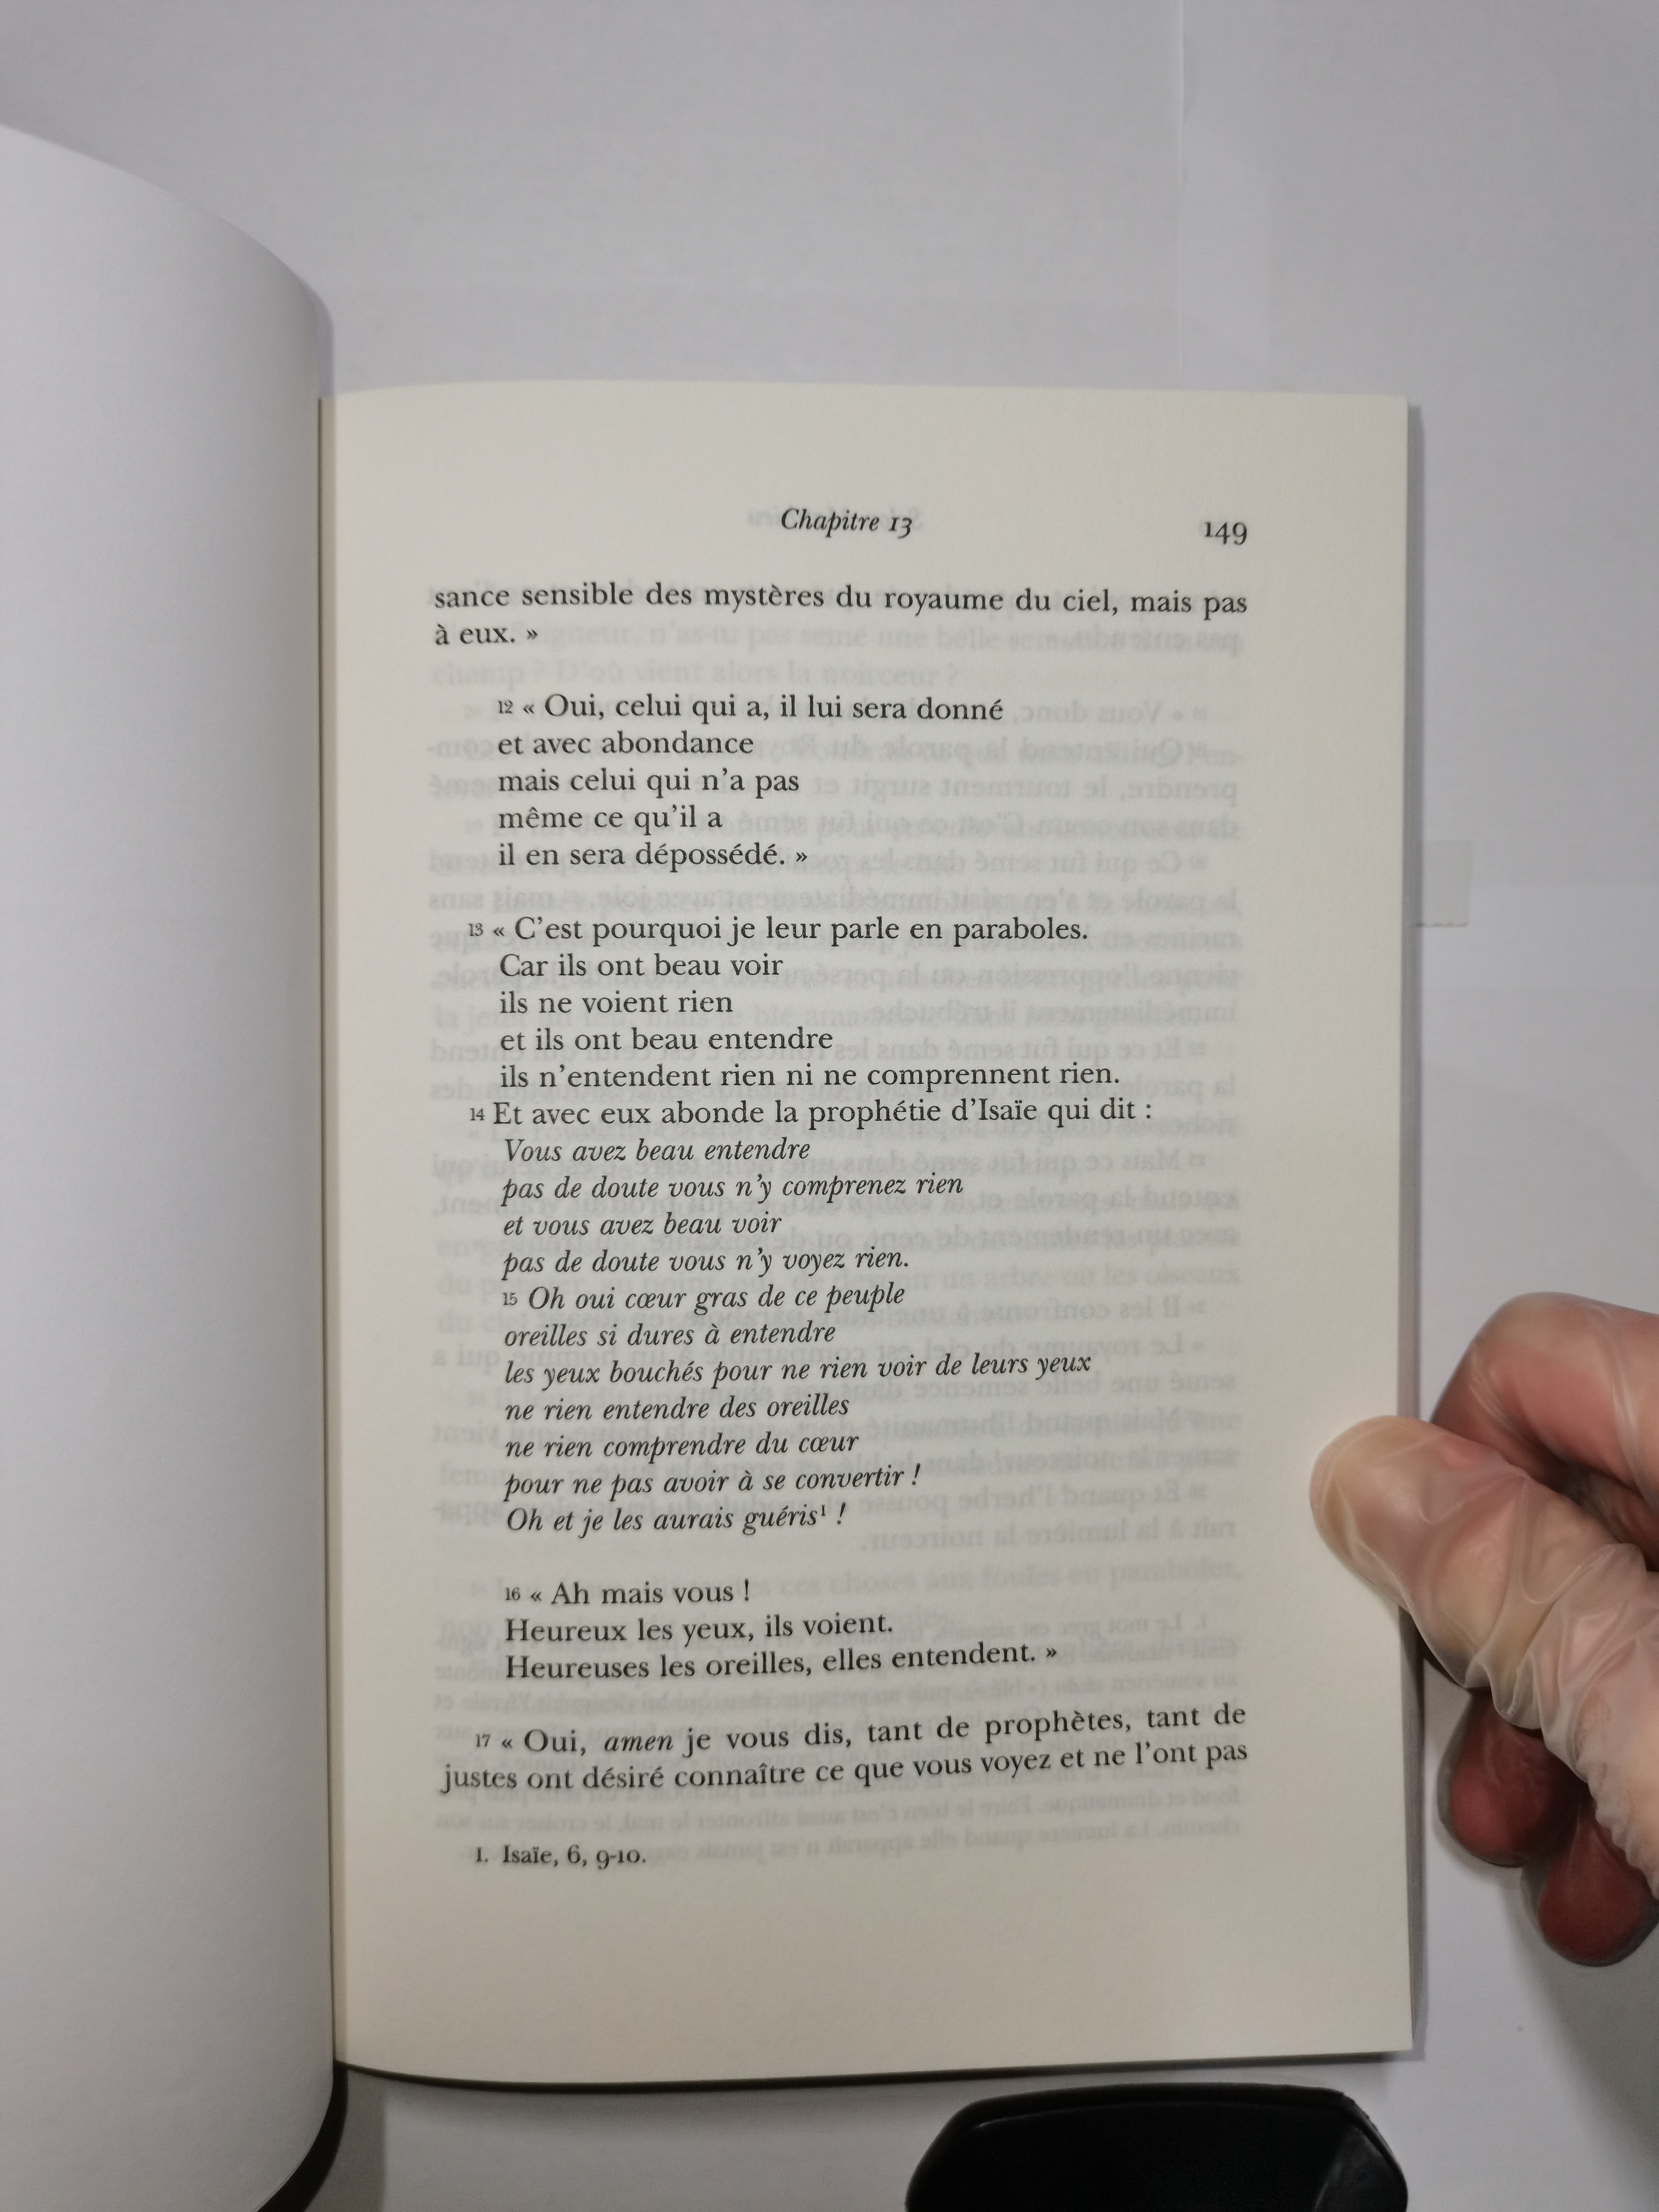 Chapitre 13
149
sance sensible des mystères du royaume du ciel, mais pas
à eux. »
12 « Oui, celui qui a, il lui sera donné
et avec abondance
mais celui qui n’a pas
même ce qu’il a
il en sera dépossédé. »
13 « C’est pourquoi je leur parle en paraboles.
Car ils ont beau voir
ils ne voient rien
et ils ont beau entendre
ils n’entendent rien ni ne comprennent rien.
14 Et avec eux abonde la prophétie d’Isaïe qui dit :
Vous avez beau entendre
pas de doute vous n’y comprenez rien
et vous avez beau voir
pas de doute vous n’y voyez rien.
15 Oh oui cœur gras de ce peuple
oreilles si dures à entendre
les yeux bouchés pour ne rien voir de leurs yeux
ne rien entendre des oreilles
ne rien comprendre du cœur
pour ne pas avoir à se convertir !
Oh et je les aurais guéris¹ !
16 « Ah mais vous !
Heureux les yeux, ils voient.
Heureuses les oreilles, elles entendent. »
17 « Oui, amen je vous dis, tant de prophètes, tant de
justes ont désiré connaître ce que vous voyez et ne l’ont pas
1. Isaïe, 6, 9-10.